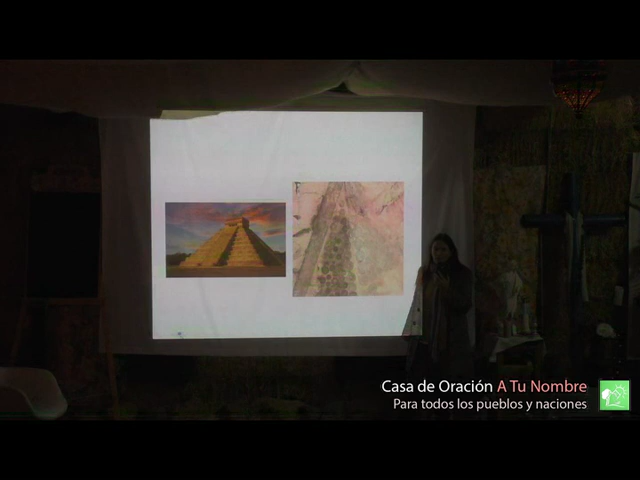 F
Casa de Oración A Tu Nombre
Para todos los pueblos y naciones